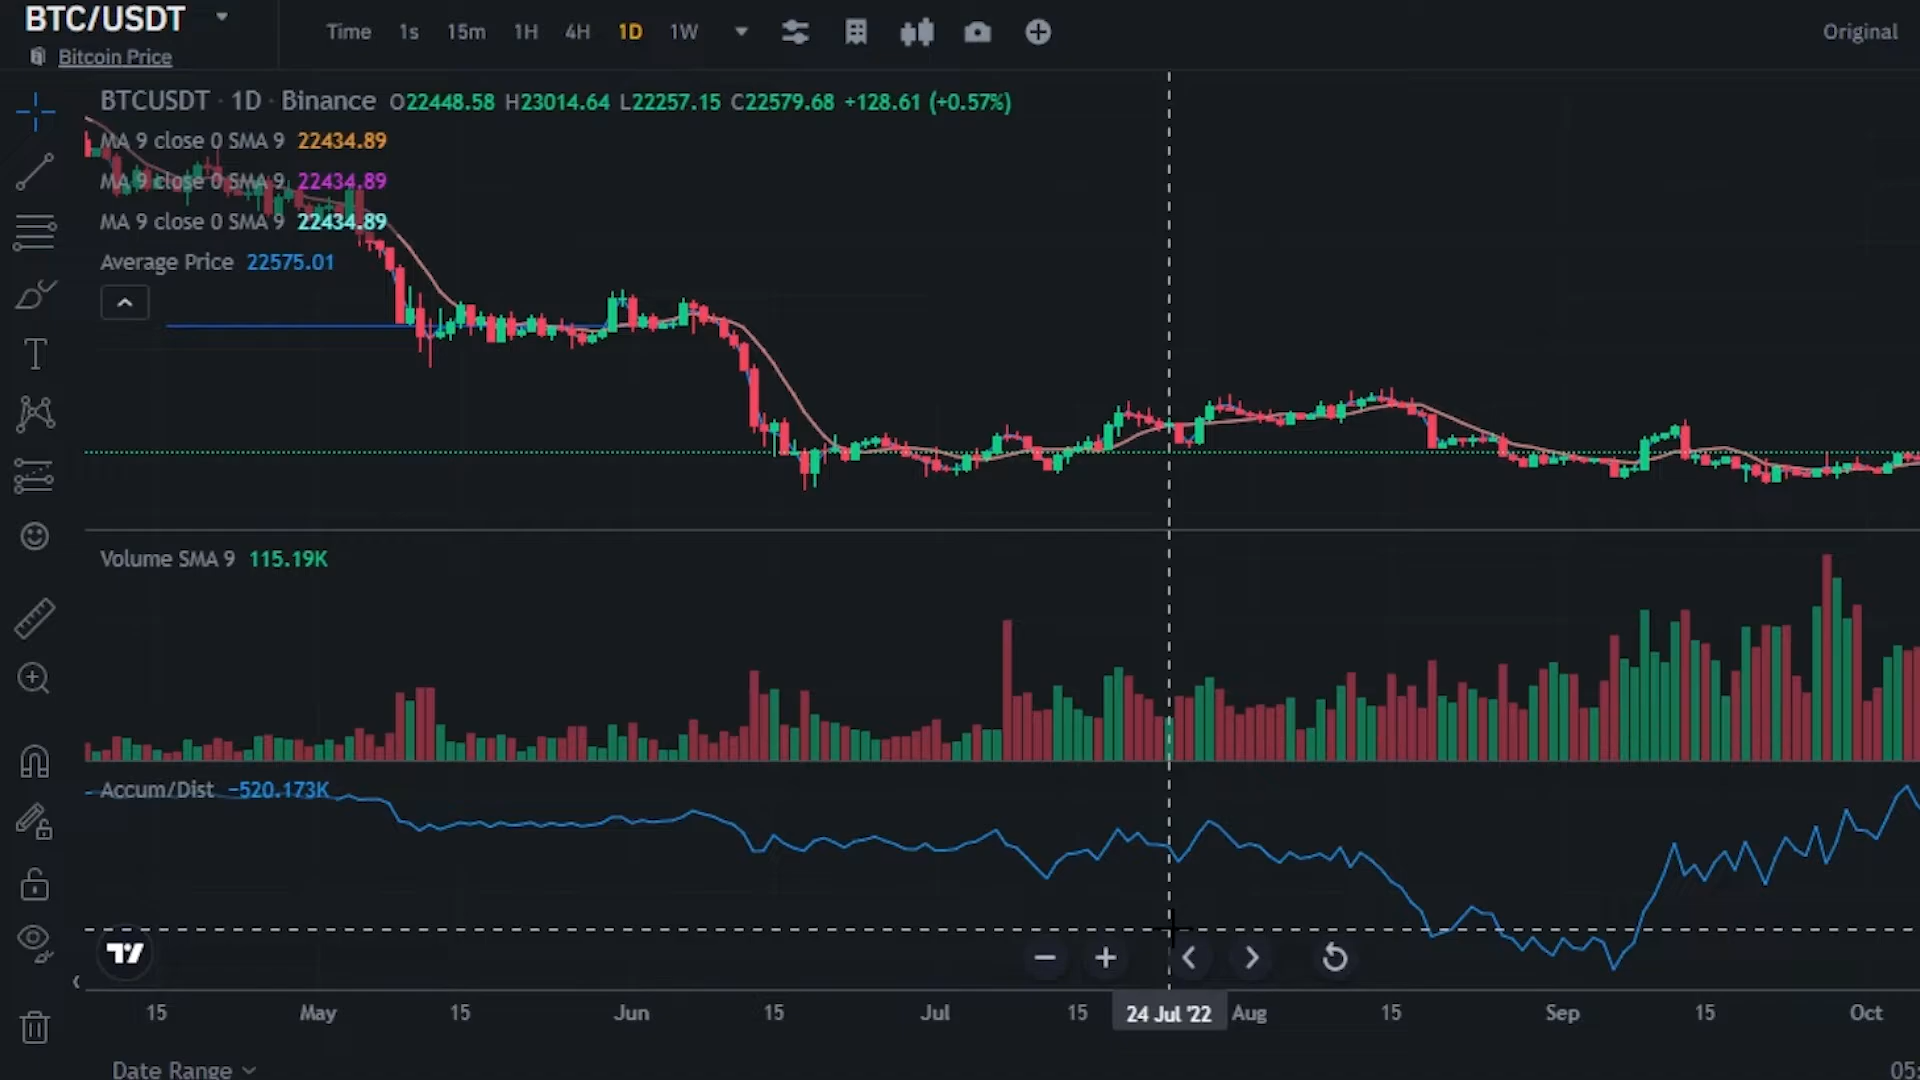 BTC/USDT
Bitcoin Price
Time 1s 15m 1H 4H 1D 1W
Original
BTCUSDT · 1D · Binance O22448.58 H23014.64 L22257.15 C22579.68 +128.61 (+0.57%)
MA 9 close 0 SMA 9 22434.89
MA 9 close 0 SMA 9 22434.89
MA 9 close 0 SMA 9 22434.89
Average Price 22575.01
Volume SMA 9 115.19K
Accum/Dist −520.173K
15 May 15 Jun 15 Jul 15 24 Jul '22 Aug 15 Sep 15 Oct
Date Range